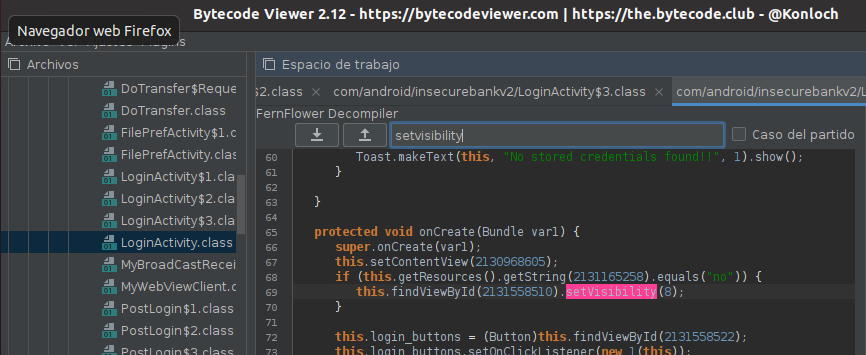 Bytecode Viewer 2.12 - https://bytecodeviewer.com | https://the.bytecode.club - @Konloch
Navegador web Firefox
Archivos
Espacio de trabajo
DoTransfer$Reque
DoTransfer.class
FilePrefActivity$1.c
FilePrefActivity.clas
LoginActivity$1.cla
LoginActivity$2.cla
LoginActivity$3.cla
LoginActivity.class
MyBroadCastRecei
MyWebViewClient.c
PostLogin$1.class
PostLogin$2.class
PostLogin$3.class
$2.class × com/android/insecurebankv2/LoginActivity$3.class × com/android/insecurebankv2/L
FernFlower Decompiler
setvisibility
Caso del partido
60 Toast.makeText(this, "No stored credentials found!!", 1).show();
61 }
62
63 }
64
65 protected void onCreate(Bundle var1) {
66 super.onCreate(var1);
67 this.setContentView(2130968605);
68 if (this.getResources().getString(2131165258).equals("no")) {
69 this.findViewById(2131558510).setVisibility(8);
70 }
71
72 this.login_buttons = (Button)this.findViewById(2131558522);
73 this.login_buttons.setOnClickListener(new 1(this));